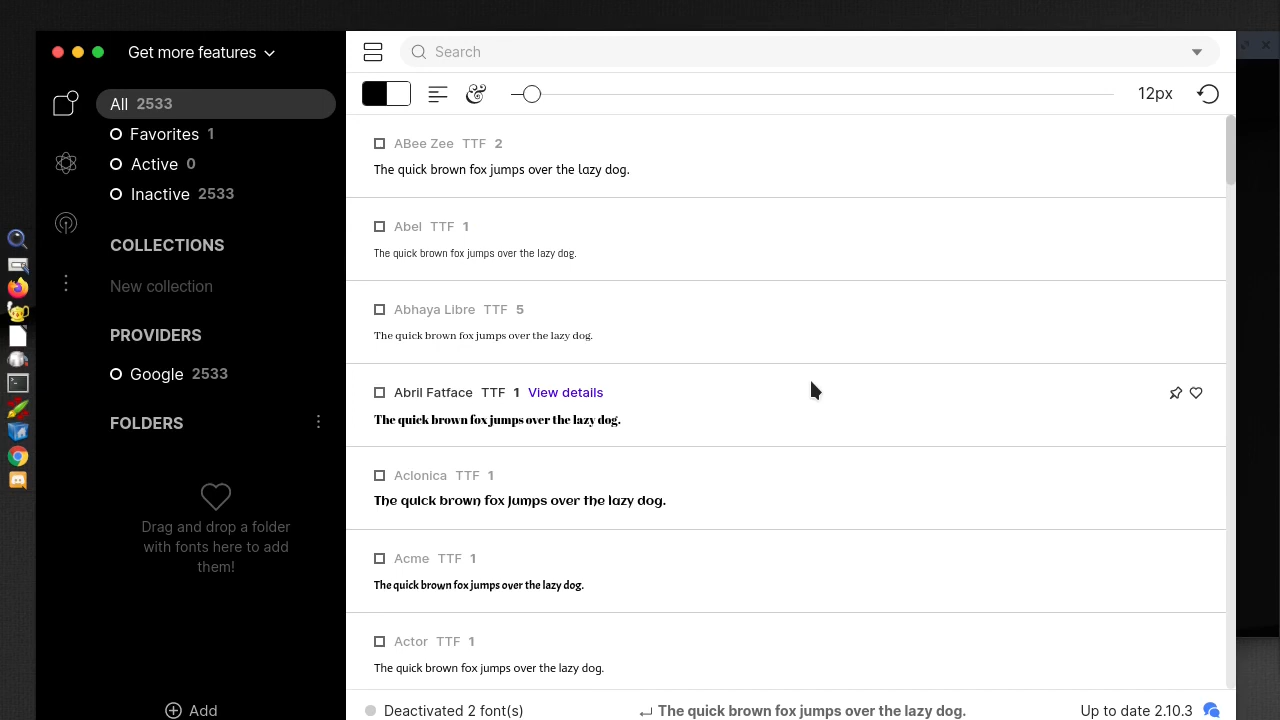 Get more features
All 2533
Favorites 1
Active 0
Inactive 2533
COLLECTIONS
New collection
PROVIDERS
Google 2533
FOLDERS
Drag and drop a folder
with fonts here to add
them!
Add
Search
12px
ABee Zee TTF 2
The quick brown fox jumps over the lazy dog.
Abel TTF 1
The quick brown fox jumps over the lazy dog.
Abhaya Libre TTF 5
The quick brown fox jumps over the lazy dog.
Abril Fatface TTF 1 View details
The quick brown fox jumps over the lazy dog.
Aclonica TTF 1
The quick brown fox jumps over the lazy dog.
Acme TTF 1
The quick brown fox jumps over the lazy dog.
Actor TTF 1
The quick brown fox jumps over the lazy dog.
Deactivated 2 font(s)
The quick brown fox jumps over the lazy dog.
Up to date 2.10.3